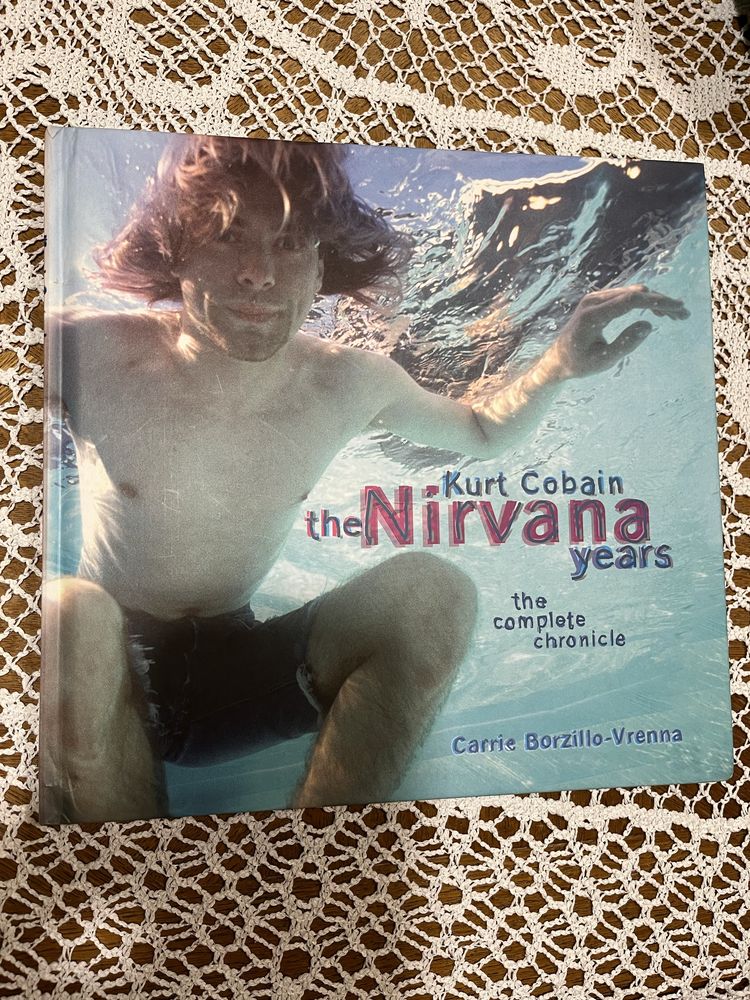 Kurt Cobain
the Nirvana
years
the
complete
chronicle
Carrie Borzillo-Vrenna